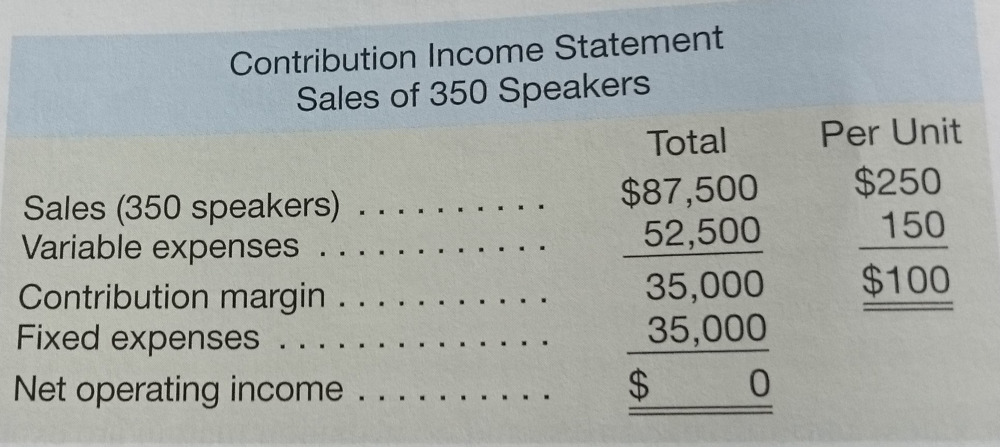 Contribution Income Statement
Sales of 350 Speakers
Total Per Unit
Sales (350 speakers) . . . . . . . . . . $87,500 $250
Variable expenses . . . . . . . . . . . . 52,500 150
Contribution margin . . . . . . . . . . . 35,000 $100
Fixed expenses . . . . . . . . . . . . . . 35,000
Net operating income . . . . . . . . . . $ 0